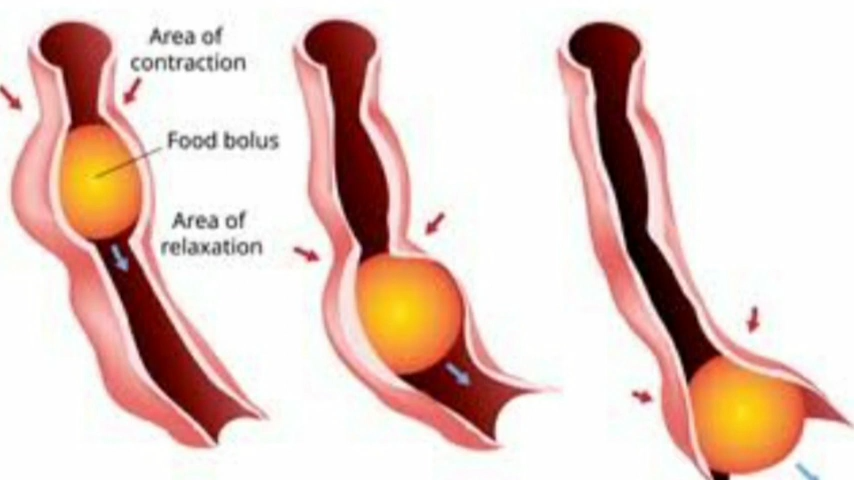 Area of
contraction
Food bolus
Area of
relaxation